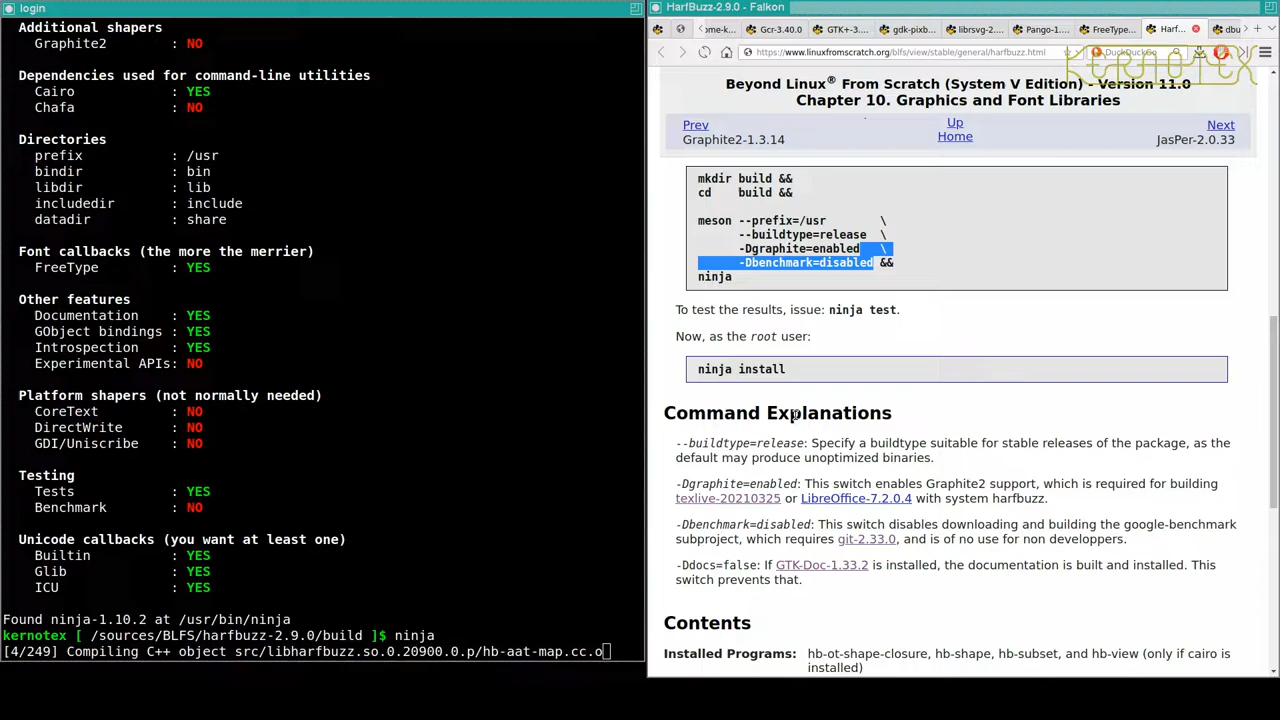 login
Additional shapers
Graphite2 : NO
Dependencies used for command-line utilities
Cairo : YES
Chafa : NO
Directories
prefix : /usr
bindir : bin
libdir : lib
includedir : include
datadir : share
Font callbacks (the more the merrier)
FreeType : YES
Other features
Documentation : YES
GObject bindings : YES
Introspection : YES
Experimental APIs: NO
Platform shapers (not normally needed)
CoreText : NO
DirectWrite : NO
GDI/Uniscribe : NO
Testing
Tests : YES
Benchmark : NO
Unicode callbacks (you want at least one)
Builtin : YES
Glib : YES
ICU : YES
Found ninja-1.10.2 at /usr/bin/ninja
kernotex [ /sources/BLFS/harfbuzz-2.9.0/build ]$ ninja
[4/249] Compiling C++ object src/libharfbuzz.so.0.20900.0.p/hb-aat-map.cc.o
HarfBuzz-2.9.0 - Falkon
ome-k... Gcr-3.40.0 GTK+-3.... gdk-pixb... librsvg-2.... Pango-1.... FreeType... Harf... dbu
https://www.linuxfromscratch.org/blfs/view/stable/general/harfbuzz.html DuckDuckGo
KERNOTEX
Beyond Linux® From Scratch (System V Edition) - Version 11.0
Chapter 10. Graphics and Font Libraries
Prev Up Next
Graphite2-1.3.14 Home JasPer-2.0.33
mkdir build &&
cd build &&
meson --prefix=/usr \
--buildtype=release \
-Dgraphite=enabled \
-Dbenchmark=disabled &&
ninja
To test the results, issue: ninja test.
Now, as the root user:
ninja install
Command Explanations
--buildtype=release: Specify a buildtype suitable for stable releases of the package, as the
default may produce unoptimized binaries.
-Dgraphite=enabled: This switch enables Graphite2 support, which is required for building
texlive-20210325 or LibreOffice-7.2.0.4 with system harfbuzz.
-Dbenchmark=disabled: This switch disables downloading and building the google-benchmark
subproject, which requires git-2.33.0, and is of no use for non developpers.
-Ddocs=false: If GTK-Doc-1.33.2 is installed, the documentation is built and installed. This
switch prevents that.
Contents
Installed Programs: hb-ot-shape-closure, hb-shape, hb-subset, and hb-view (only if cairo is
installed)